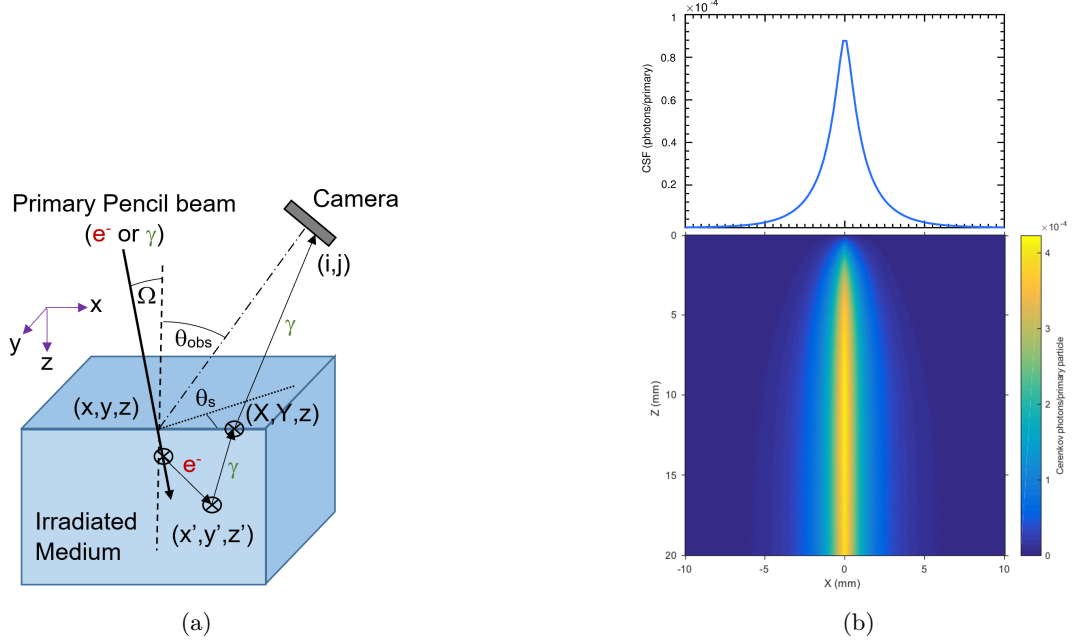 Primary Pencil beam
(e⁻ or γ)
Camera
(i,j)
Ω
θobs
γ
x
y
z
(x,y,z)
θs
(X,Y,z)
e⁻
γ
(x',y',z')
Irradiated
Medium
(a)
×10⁻⁴
1
0.8
0.6
0.4
0.2
CSF (photons/primary)
×10⁻⁴
0
5
10
15
20
Z (mm)
-10
-5
0
5
10
X (mm)
4
3
2
1
0
Cerenkov photons/primary particle
(b)